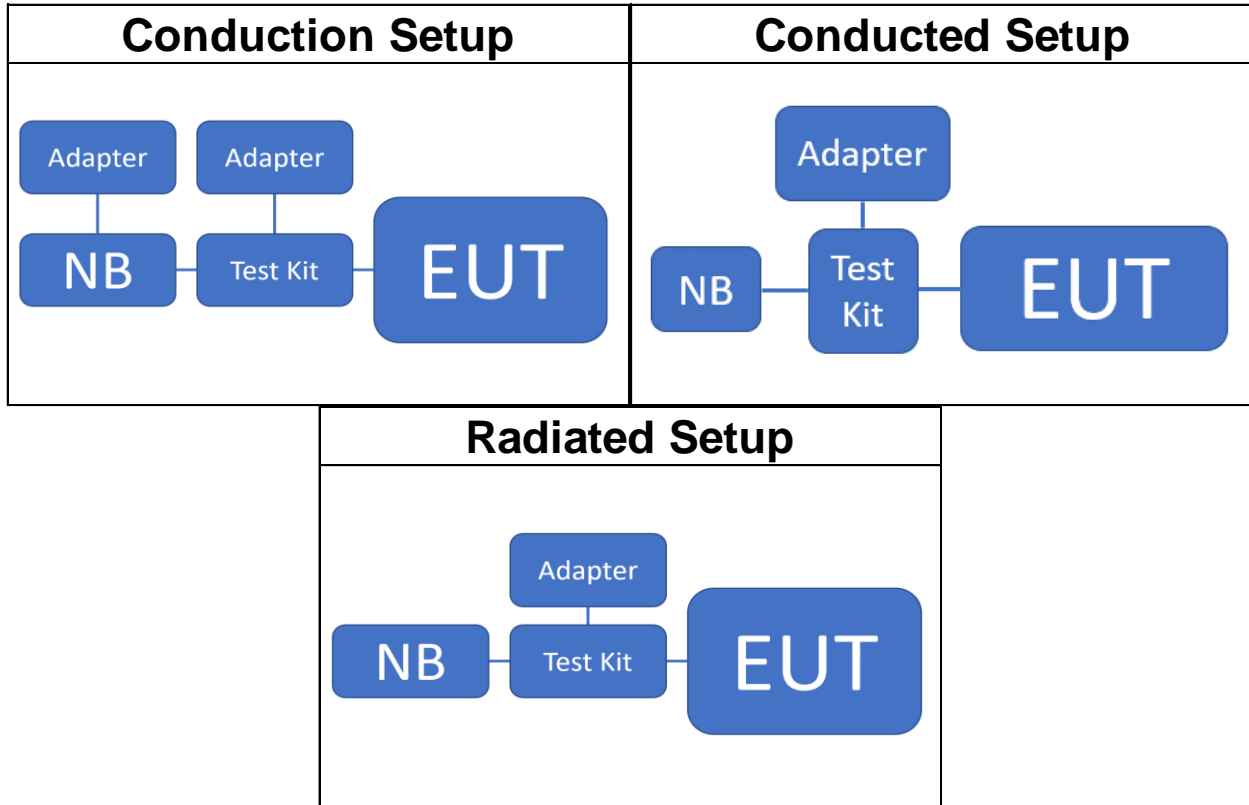 Conduction Setup
Adapter
Adapter
NB
Test Kit
EUT
Conducted Setup
Adapter
NB
Test
Kit
EUT
Radiated Setup
Adapter
NB
Test Kit
EUT